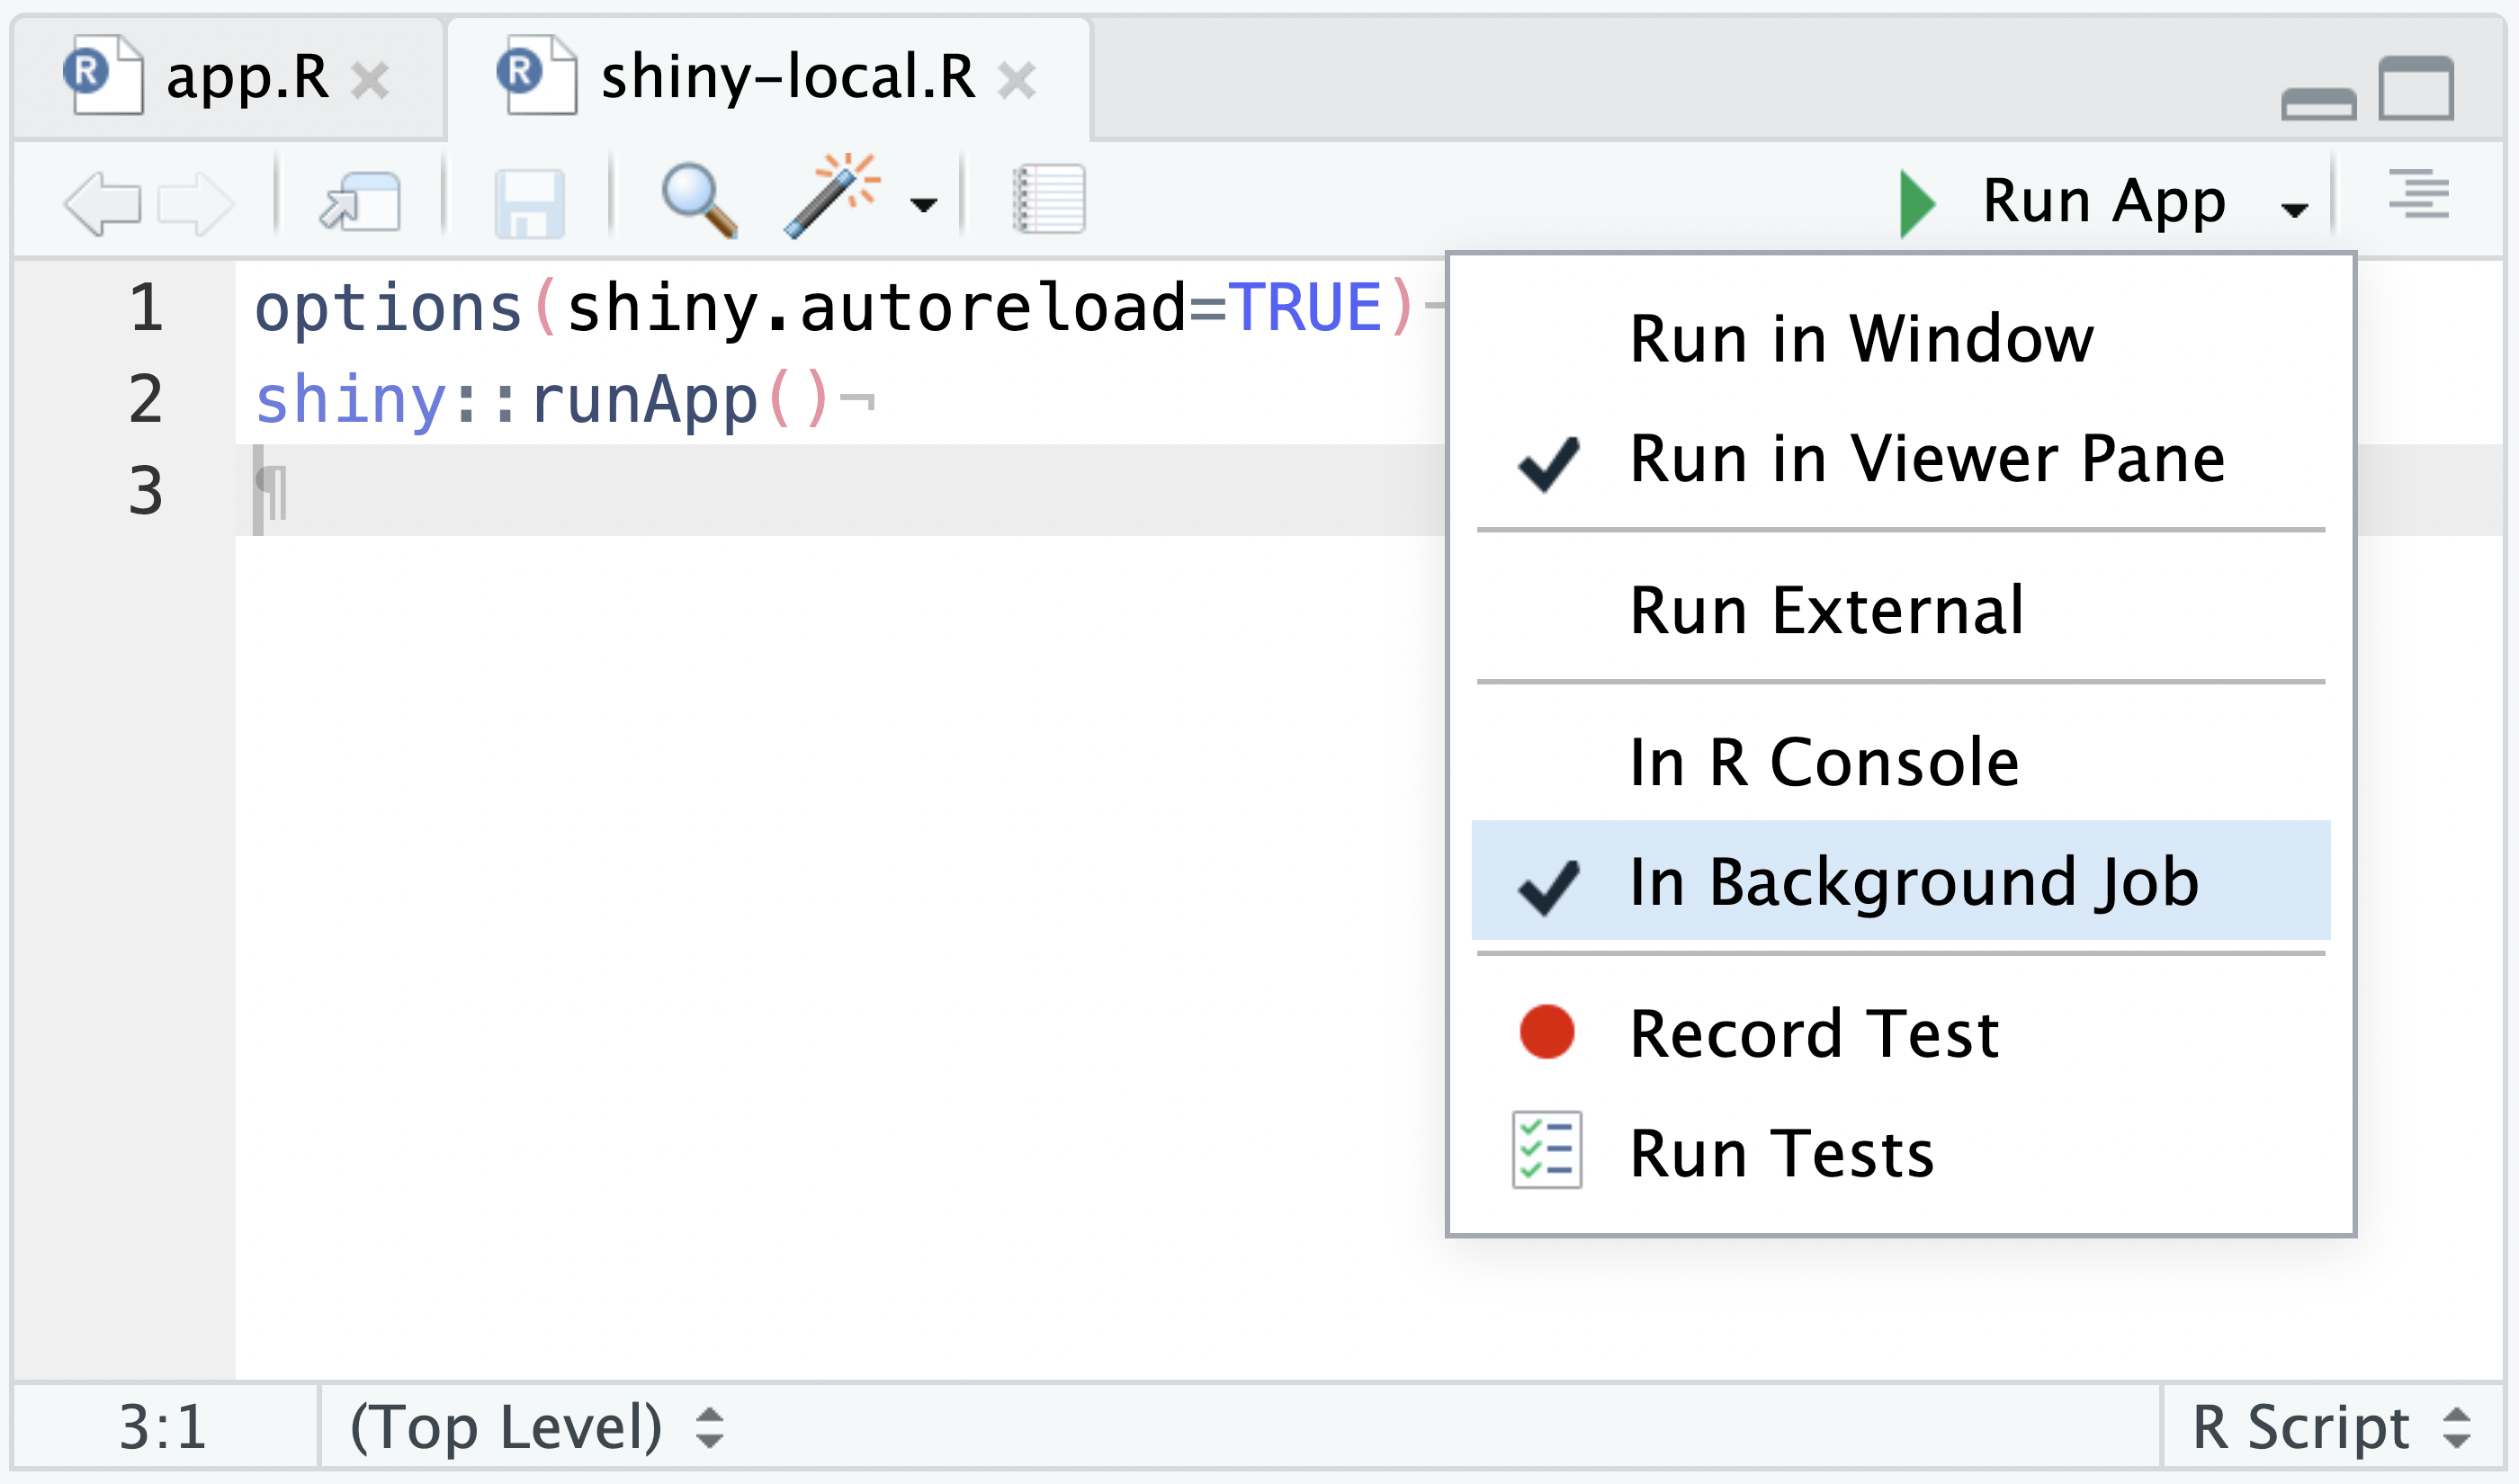 app.R
shiny-local.R
Run App
1 options(shiny.autoreload=TRUE)¬
2 shiny::runApp()¬
3 ¶
Run in Window
Run in Viewer Pane
Run External
In R Console
In Background Job
Record Test
Run Tests
3:1 (Top Level) R Script